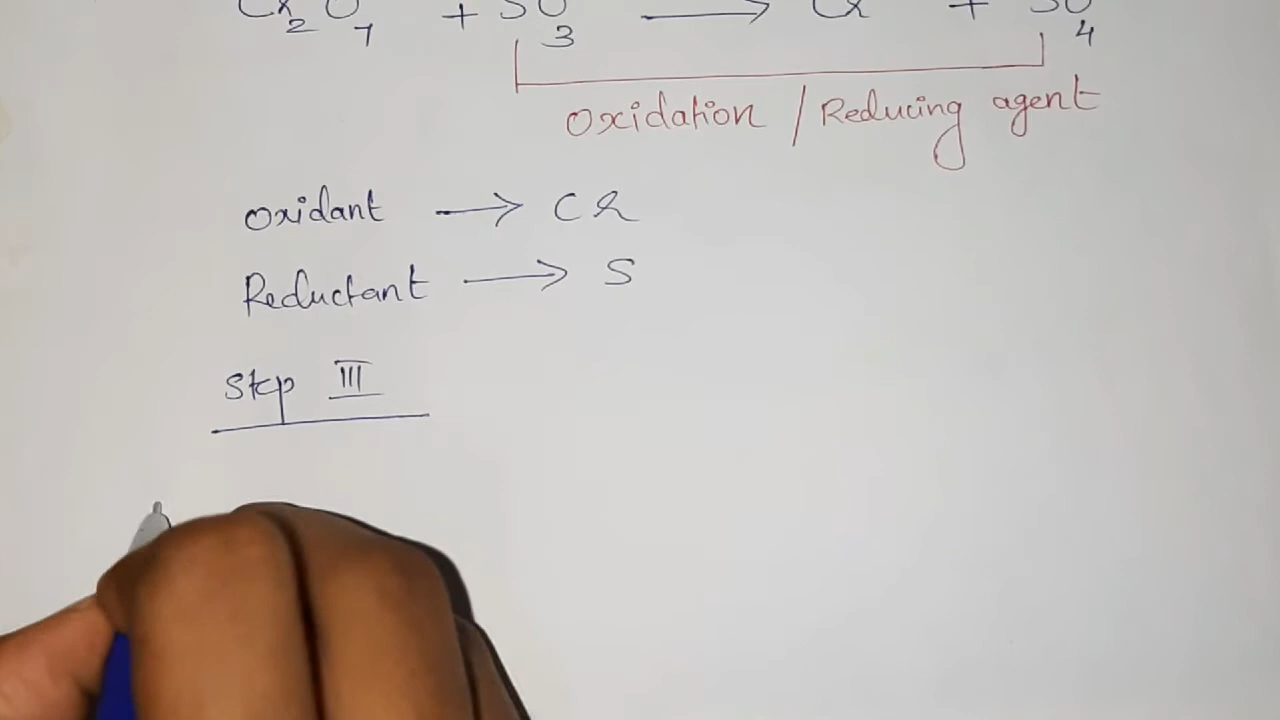 Cr2O7 + SO3 → Cr + SO4
Oxidation / Reducing agent
Oxidant → Cr
Reductant → S
Step III